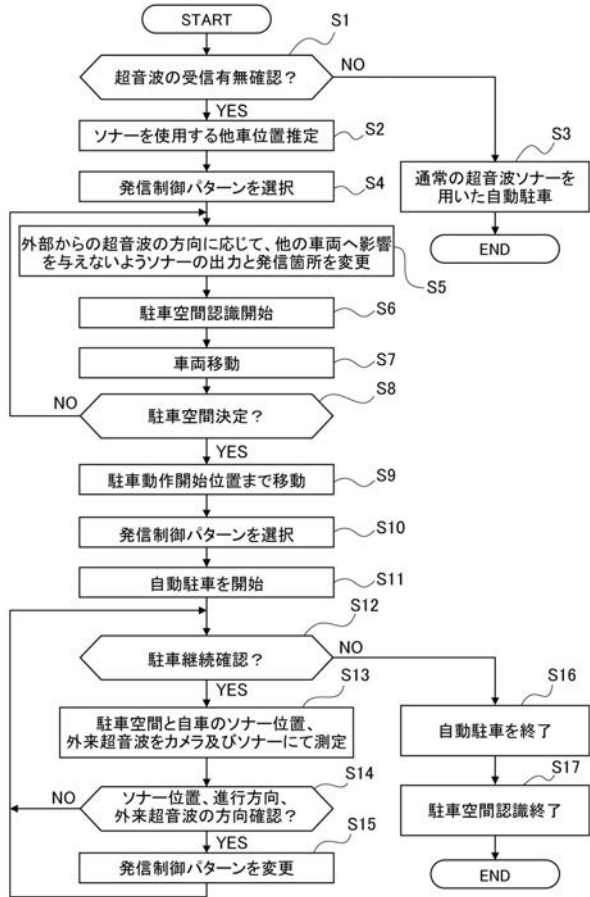 START
S1
超音波の受信有無確認？
NO
YES
S2
ソナーを使用する他車位置推定
S3
通常の超音波ソナーを
用いた自動駐車
END
S4
発信制御パターンを選択
外部からの超音波の方向に応じて、他の車両へ影響
を与えないようソナーの出力と発信箇所を変更
S5
S6
駐車空間認識開始
S7
車両移動
S8
NO
駐車空間決定？
YES
S9
駐車動作開始位置まで移動
S10
発信制御パターンを選択
S11
自動駐車を開始
S12
駐車継続確認？
NO
YES
S13
駐車空間と自車のソナー位置、
外来超音波をカメラ及びソナーにて測定
S14
NO
ソナー位置、進行方向、
外来超音波の方向確認？
YES
S15
発信制御パターンを変更
S16
自動駐車を終了
S17
駐車空間認識終了
END